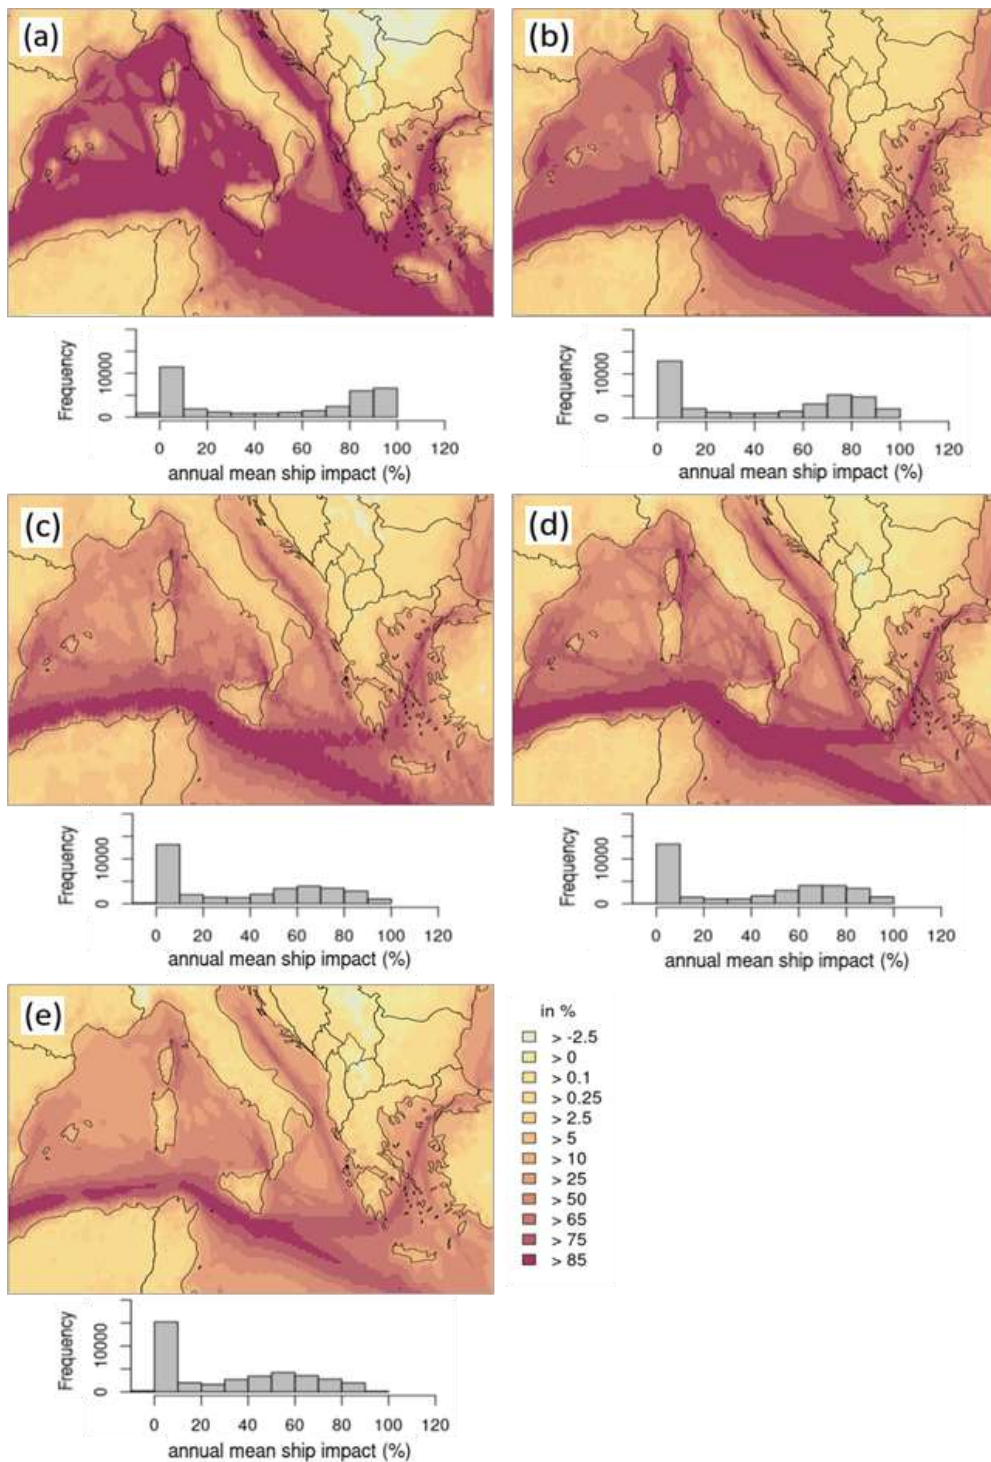 (a)
(b)
Frequency
0 10000
0 20 40 60 80 100 120
annual mean ship impact (%)
Frequency
0 10000
0 20 40 60 80 100 120
annual mean ship impact (%)
(c)
(d)
Frequency
0 10000
0 20 40 60 80 100 120
annual mean ship impact (%)
Frequency
0 10000
0 20 40 60 80 100 120
annual mean ship impact (%)
(e)
in %
> -2.5
> 0
> 0.1
> 0.25
> 2.5
> 5
> 10
> 25
> 50
> 65
> 75
> 85
Frequency
0 10000
0 20 40 60 80 100 120
annual mean ship impact (%)